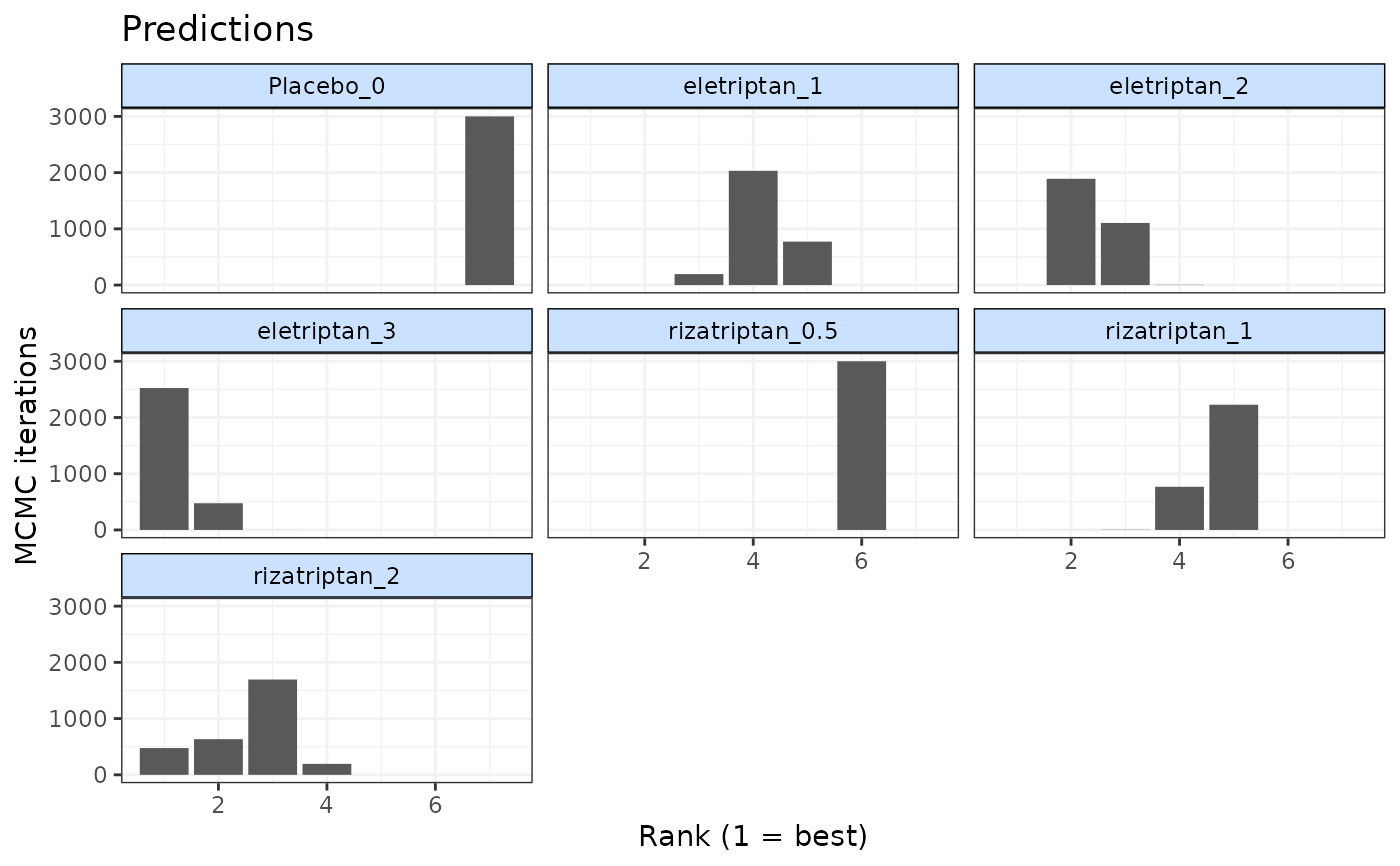 Predictions
Placebo_0 eletriptan_1 eletriptan_2
3000
2000
1000
0
eletriptan_3 rizatriptan_0.5 rizatriptan_1
3000
2000
1000
0
2 4 6 2 4 6
rizatriptan_2
3000
2000
1000
0
2 4 6
MCMC iterations
Rank (1 = best)